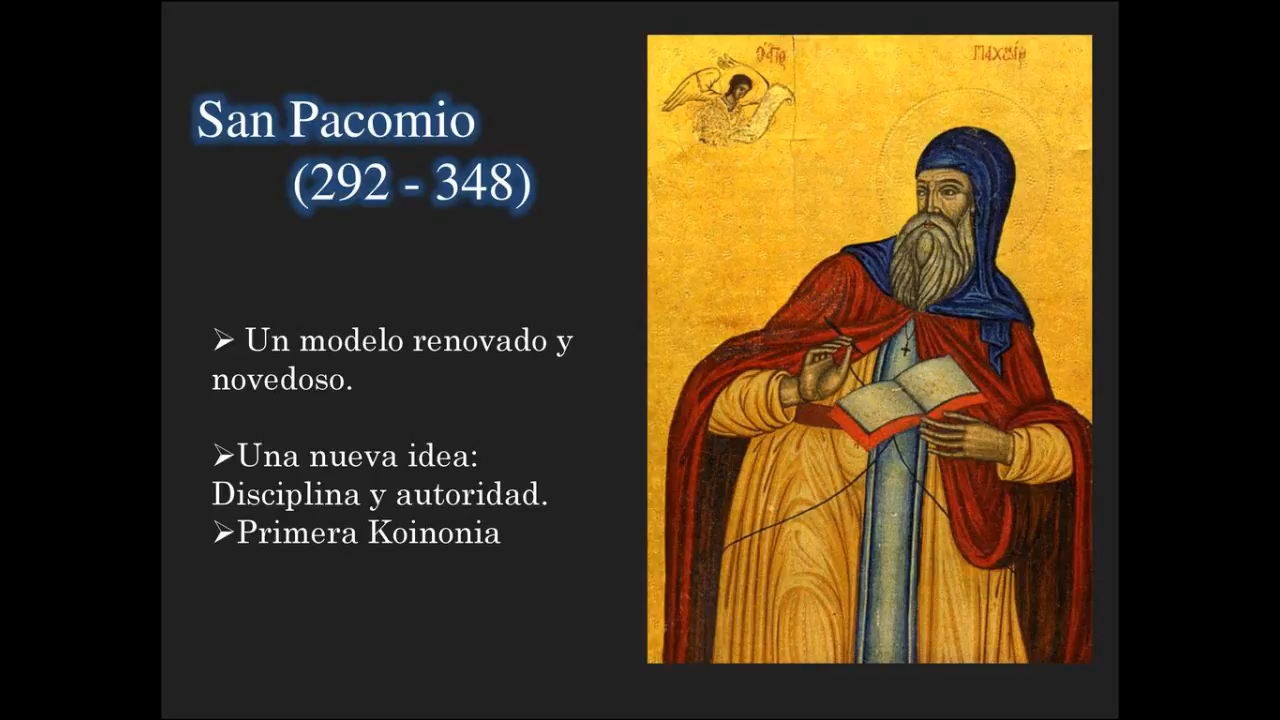 San Pacomio
(292 - 348)
➢ Un modelo renovado y
novedoso.
➢Una nueva idea:
Disciplina y autoridad.
➢Primera Koinonia